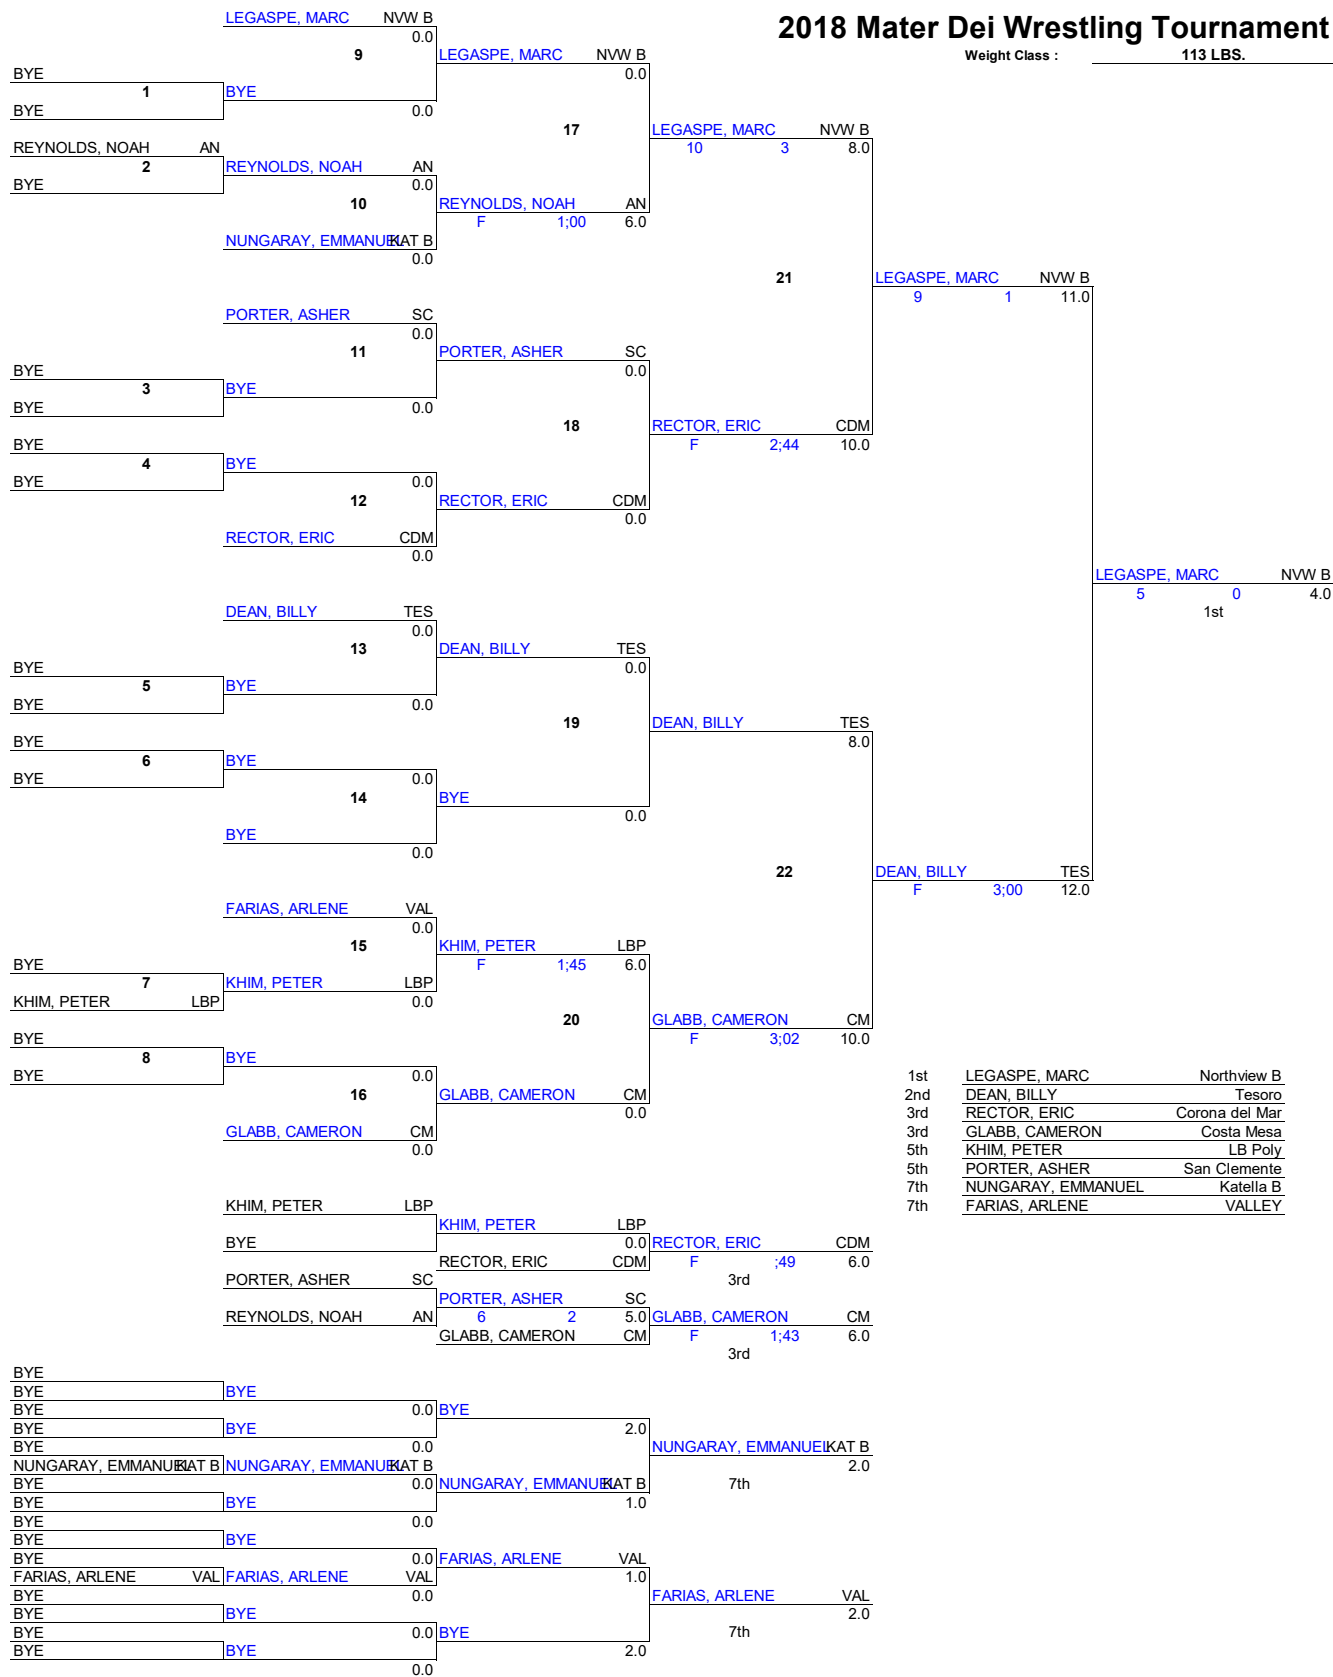 LEGASPE, MARC NVW B
2018 Mater Dei Wrestling Tournament
0.0
9 LEGASPE, MARC NVW B
Weight Class : 113 LBS.
BYE 0.0
1 BYE
BYE 0.0
17 LEGASPE, MARC NVW B
REYNOLDS, NOAH AN 10 3 8.0
2 REYNOLDS, NOAH AN
BYE 0.0
10 REYNOLDS, NOAH AN
F 1;00 6.0
NUNGARAY, EMMANUEL KAT B
0.0
21 LEGASPE, MARC NVW B
9 1 11.0
PORTER, ASHER SC
0.0
11 PORTER, ASHER SC
BYE 0.0
3 BYE
BYE 0.0
18 RECTOR, ERIC CDM
BYE F 2;44 10.0
4 BYE
BYE 0.0
12 RECTOR, ERIC CDM
0.0
RECTOR, ERIC CDM
0.0
LEGASPE, MARC NVW B
5 0 4.0
1st
DEAN, BILLY TES
0.0
13 DEAN, BILLY TES
BYE 0.0
5 BYE
BYE 0.0
19 DEAN, BILLY TES
BYE 8.0
6 BYE
BYE 0.0
14 BYE
0.0
BYE
0.0
22 DEAN, BILLY TES
F 3;00 12.0
FARIAS, ARLENE VAL
0.0
15 KHIM, PETER LBP
BYE F 1;45 6.0
7 KHIM, PETER LBP
KHIM, PETER LBP 0.0
20 GLABB, CAMERON CM
BYE F 3;02 10.0
8 BYE
BYE 0.0
16 GLABB, CAMERON CM
0.0
GLABB, CAMERON CM
0.0
1st LEGASPE, MARC Northview B
2nd DEAN, BILLY Tesoro
3rd RECTOR, ERIC Corona del Mar
3rd GLABB, CAMERON Costa Mesa
5th KHIM, PETER LB Poly
5th PORTER, ASHER San Clemente
7th NUNGARAY, EMMANUEL Katella B
7th FARIAS, ARLENE VALLEY
KHIM, PETER LBP
KHIM, PETER LBP
BYE 0.0 RECTOR, ERIC CDM
RECTOR, ERIC CDM F ;49 6.0
PORTER, ASHER SC 3rd
PORTER, ASHER SC
REYNOLDS, NOAH AN 6 2 5.0 GLABB, CAMERON CM
GLABB, CAMERON CM F 1;43 6.0
3rd
BYE
BYE BYE
BYE 0.0 BYE
BYE BYE 2.0
BYE 0.0 NUNGARAY, EMMANUEL KAT B
NUNGARAY, EMMANUEL KAT B NUNGARAY, EMMANUEL KAT B 2.0
BYE 0.0 NUNGARAY, EMMANUEL KAT B 7th
BYE BYE 1.0
BYE 0.0
BYE BYE
BYE 0.0 FARIAS, ARLENE VAL
FARIAS, ARLENE VAL FARIAS, ARLENE VAL 1.0
BYE 0.0 FARIAS, ARLENE VAL
BYE BYE 2.0
BYE 0.0 BYE 7th
BYE BYE 2.0
0.0